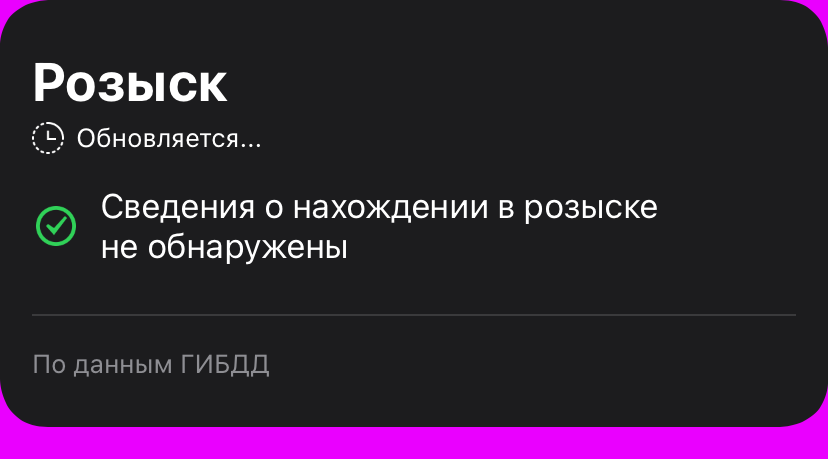 Розыск
Обновляется...
Сведения о нахождении в розыске
не обнаружены
По данным ГИБДД